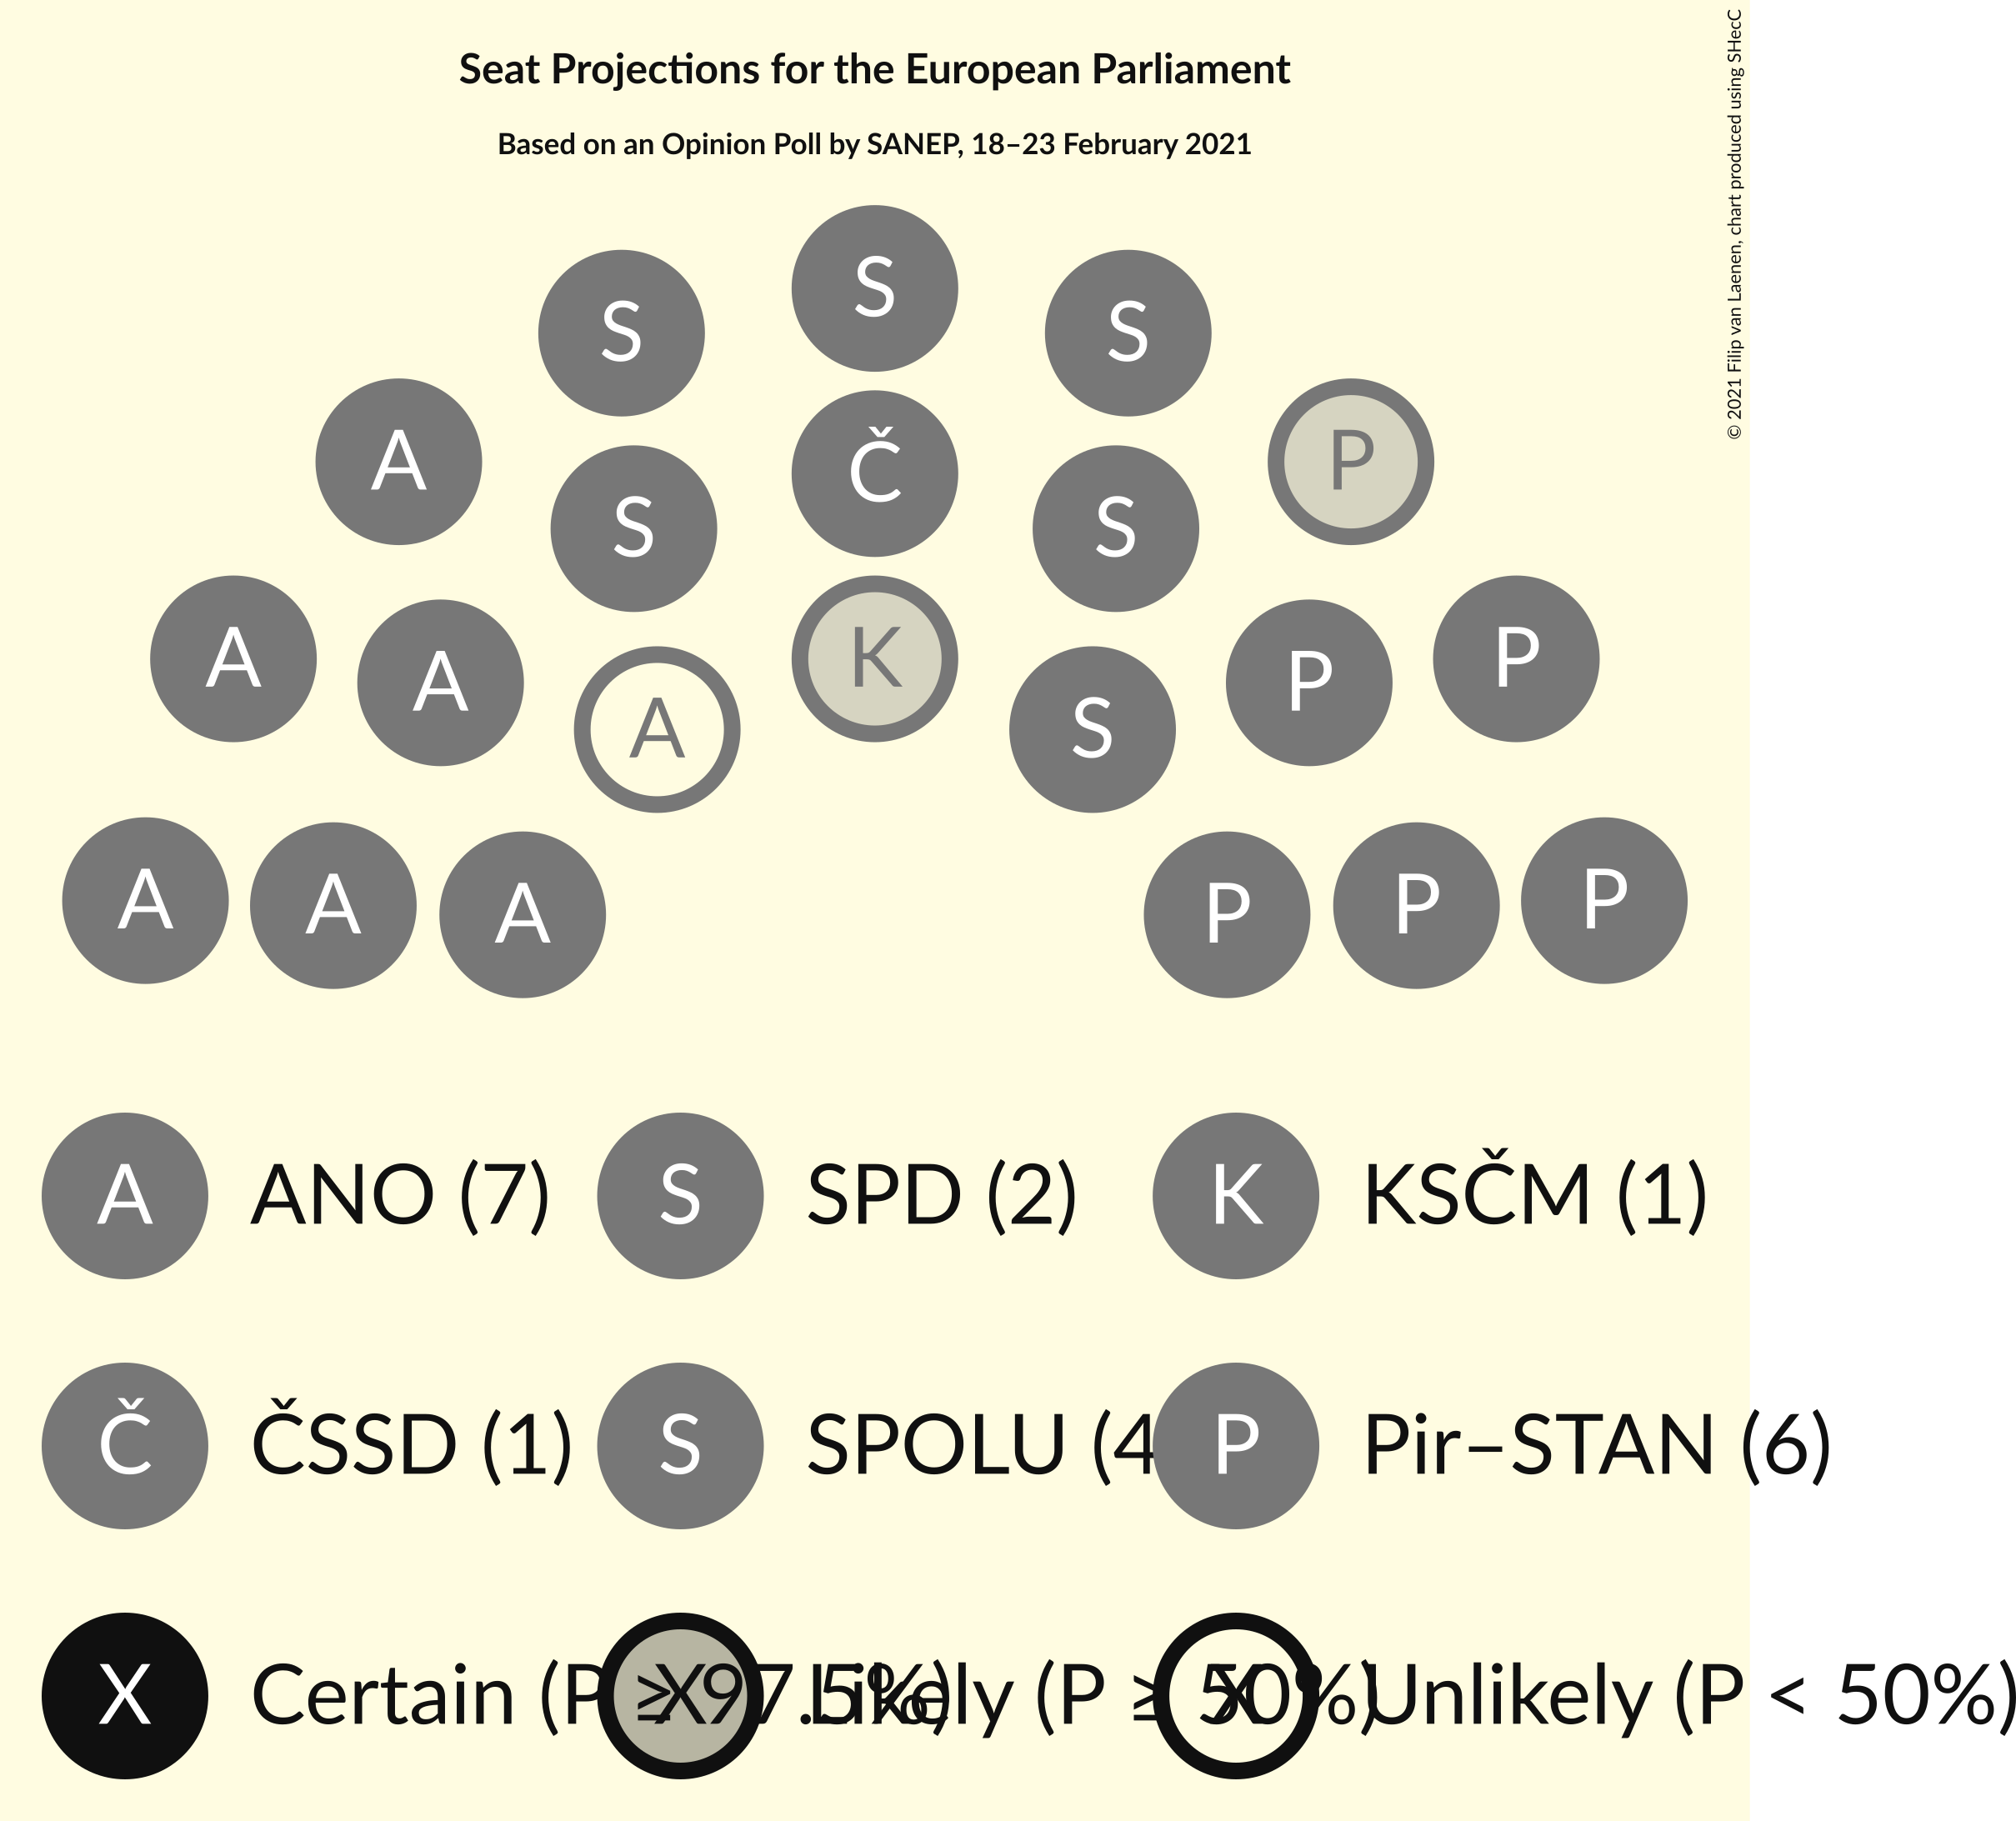 Seat Projections for the European Parliament
Based on an Opinion Poll by SANEP, 18–23 February 2021
© 2021 Filip van Laenen, chart produced using SHecC
S
S S
A Č P
S S
A K P
A P
A S
A P
A P
A P
A ANO (7) S SPD (2) K KSČM (1)
Č ČSSD (1) S SPOLU (4 P Pir–STAN (6)
X Certain (P ≥ 97.5%) X Likely (P ≥ 50%) X Unlikely (P < 50%)